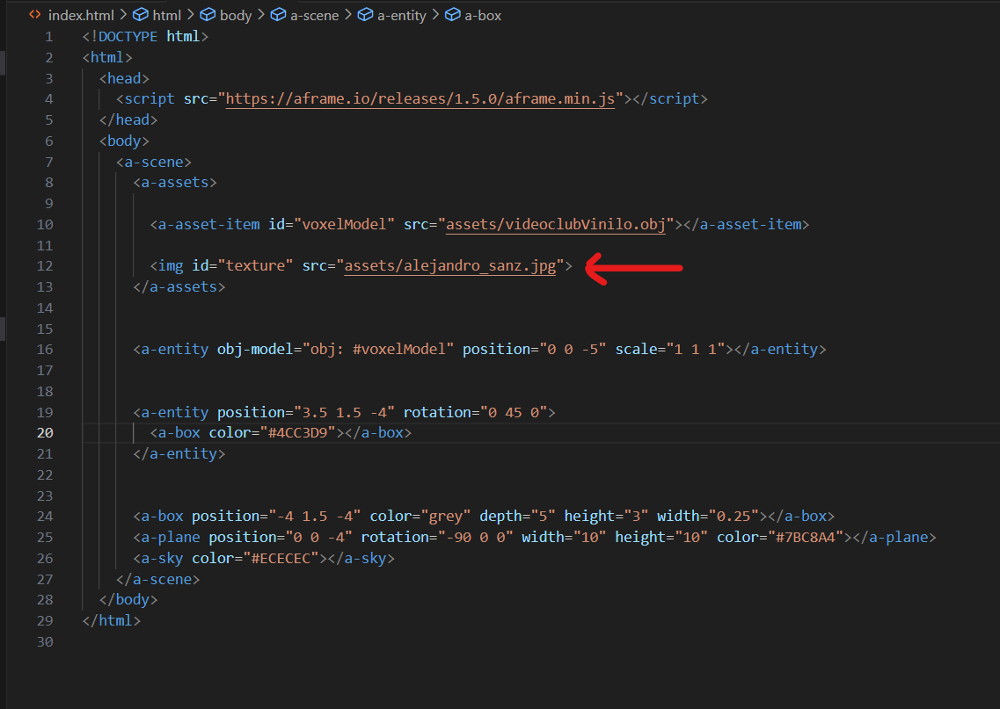 index.html > html > body > a-scene > a-entity > a-box
1 <!DOCTYPE html>
2 <html>
3 <head>
4 <script src="https://aframe.io/releases/1.5.0/aframe.min.js"></script>
5 </head>
6 <body>
7 <a-scene>
8 <a-assets>
9
10 <a-asset-item id="voxelModel" src="assets/videoclubVinilo.obj"></a-asset-item>
11
12 <img id="texture" src="assets/alejandro_sanz.jpg">
13 </a-assets>
14
15
16 <a-entity obj-model="obj: #voxelModel" position="0 0 -5" scale="1 1 1"></a-entity>
17
18
19 <a-entity position="3.5 1.5 -4" rotation="0 45 0">
20 <a-box color="#4CC3D9"></a-box>
21 </a-entity>
22
23
24 <a-box position="-4 1.5 -4" color="grey" depth="5" height="3" width="0.25"></a-box>
25 <a-plane position="0 0 -4" rotation="-90 0 0" width="10" height="10" color="#7BC8A4"></a-plane>
26 <a-sky color="#ECECEC"></a-sky>
27 </a-scene>
28 </body>
29 </html>
30